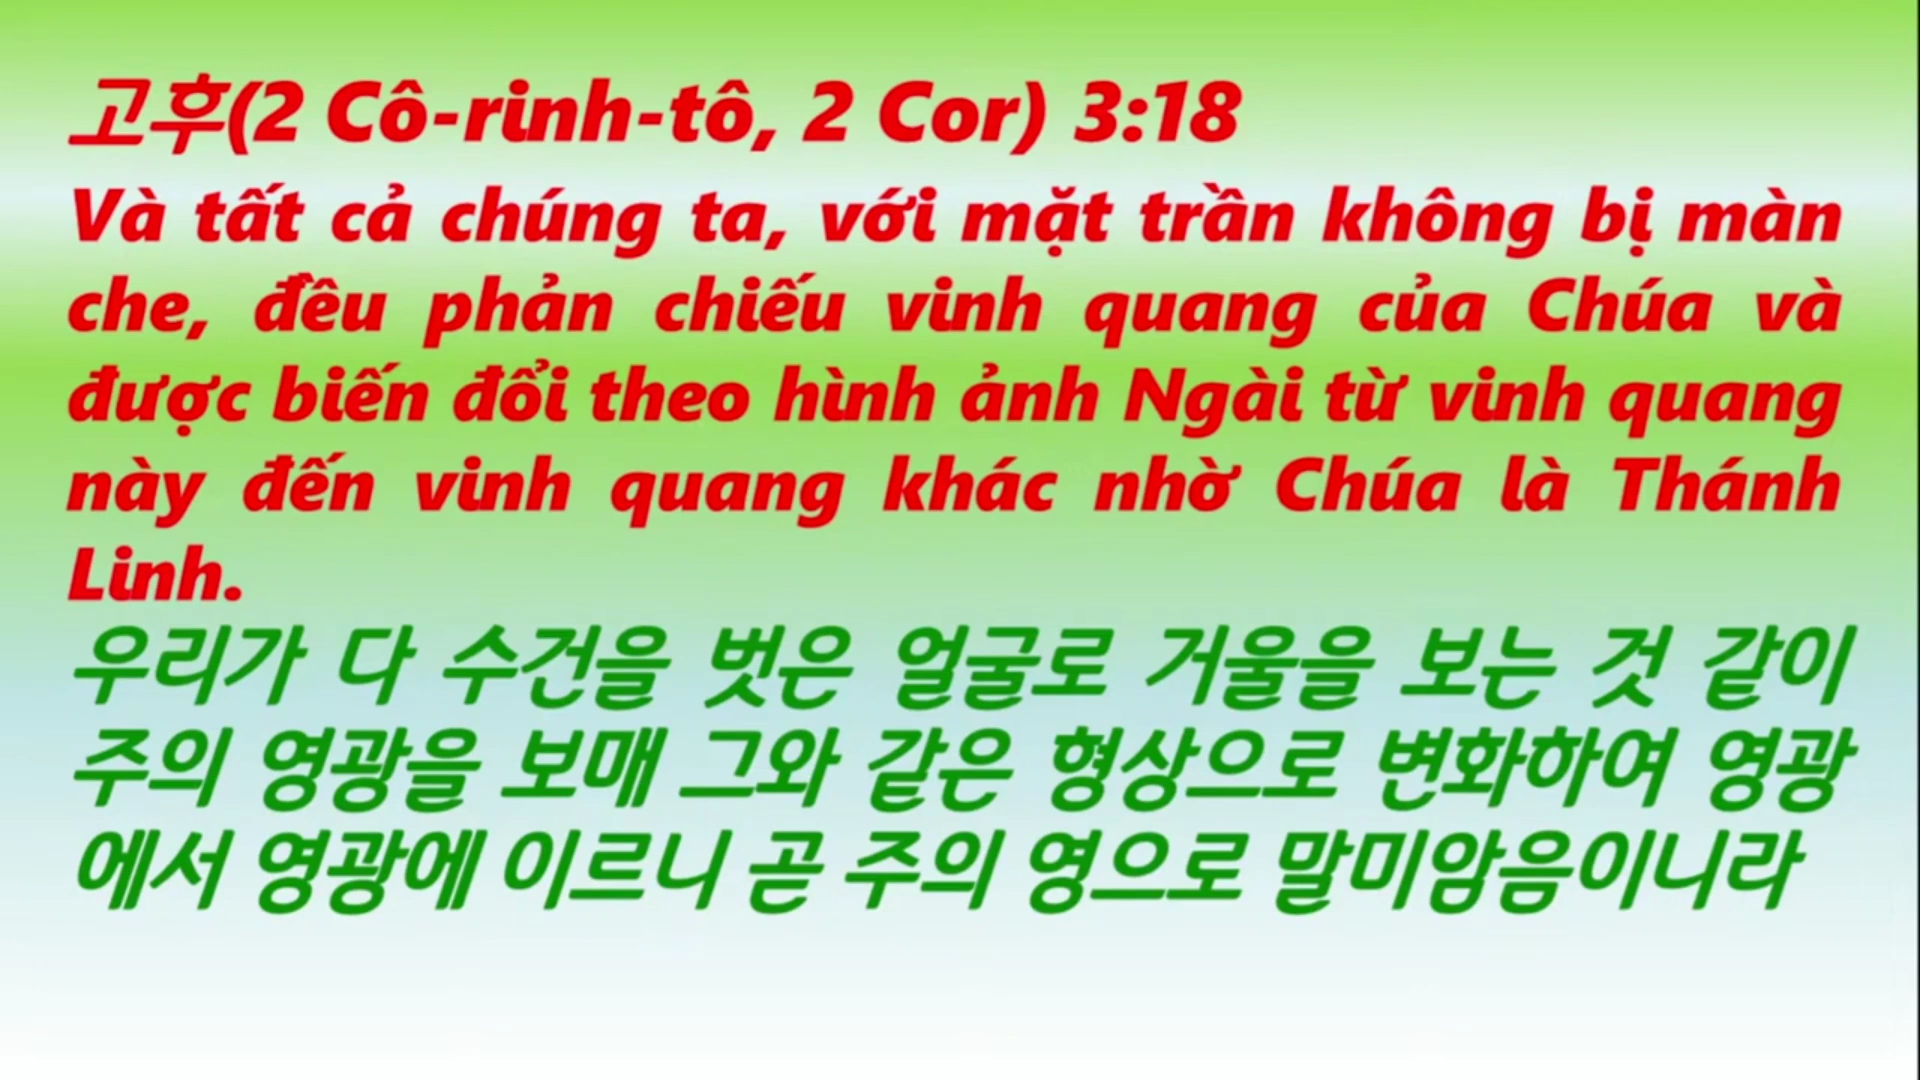 고후(2 Cô-rinh-tô, 2 Cor) 3:18
Và tất cả chúng ta, với mặt trần không bị màn
che, đều phản chiếu vinh quang của Chúa và
được biến đổi theo hình ảnh Ngài từ vinh quang
này đến vinh quang khác nhờ Chúa là Thánh
Linh.
우리가 다 수건을 벗은 얼굴로 거울을 보는 것 같이
주의 영광을 보매 그와 같은 형상으로 변화하여 영광
에서 영광에 이르니 곧 주의 영으로 말미암음이니라